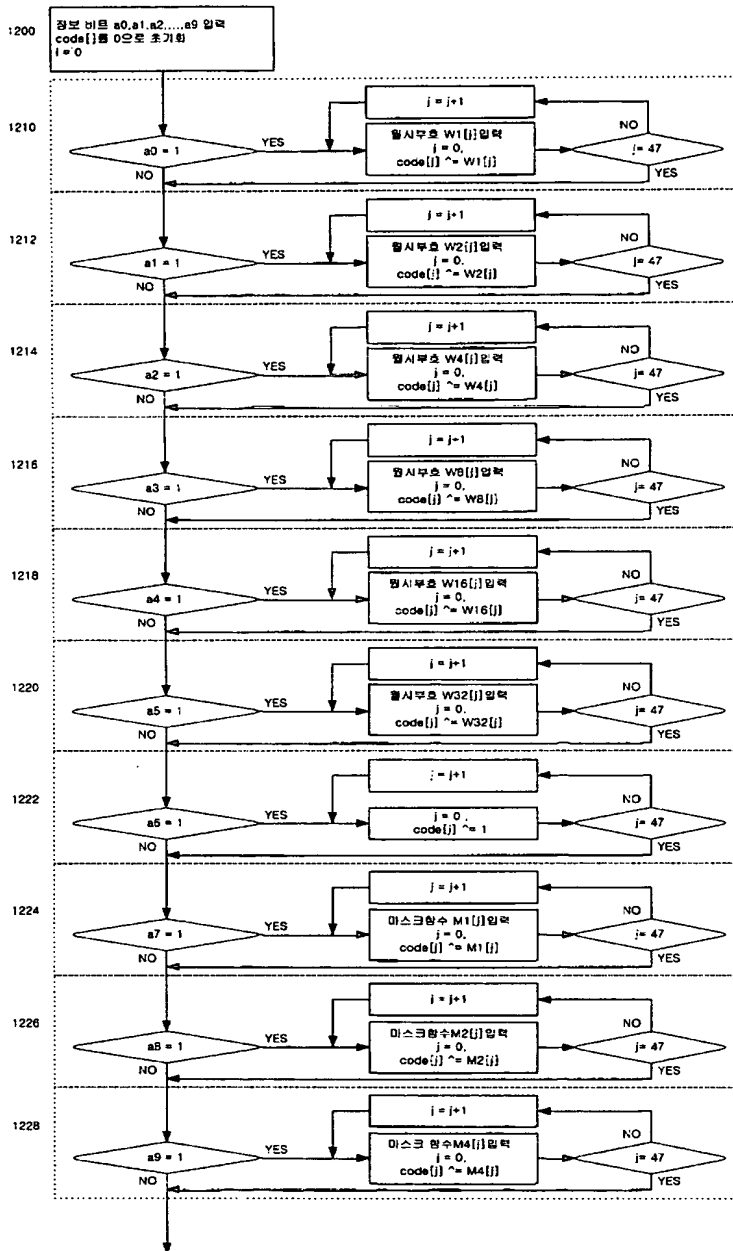 1200
정보 비트 a0,a1,a2,....,a9 입력
code[]를 0으로 초기화
j = 0
1210
j = j+1
NO
a0 = 1
YES
월시부호 W1[j]입력
j = 0,
code[j] ^= W1[j]
j= 47
NO
YES
1212
j = j+1
NO
a1 = 1
YES
월시부호 W2[j]입력
j = 0,
code[j] ^= W2[j]
j= 47
NO
YES
1214
j = j+1
NO
a2 = 1
YES
월시부호 W4[j]입력
j = 0,
code[j] ^= W4[j]
j= 47
NO
YES
1216
j = j+1
NO
a3 = 1
YES
월시부호 W8[j]입력
j = 0,
code[j] ^= W8[j]
j= 47
NO
YES
1218
j = j+1
NO
a4 = 1
YES
월시부호 W16[j]입력
j = 0,
code[j] ^= W16[j]
j= 47
NO
YES
1220
j = j+1
NO
a5 = 1
YES
월시부호 W32[j]입력
j = 0,
code[j] ^= W32[j]
j= 47
NO
YES
1222
j = j+1
NO
a6 = 1
YES
j = 0 ,
code[j] ^= 1
j= 47
NO
YES
1224
j = j+1
NO
a7 = 1
YES
마스크함수 M1[j]입력
j = 0,
code[j] ^= M1[j]
j= 47
NO
YES
1226
j = j+1
NO
a8 = 1
YES
마스크함수M2[j]입력
j = 0,
code[j] ^= M2[j]
j= 47
NO
YES
1228
j = j+1
NO
a9 = 1
YES
마스크 함수M4[j]입력
j = 0,
code[j] ^= M4[j]
j= 47
NO
YES